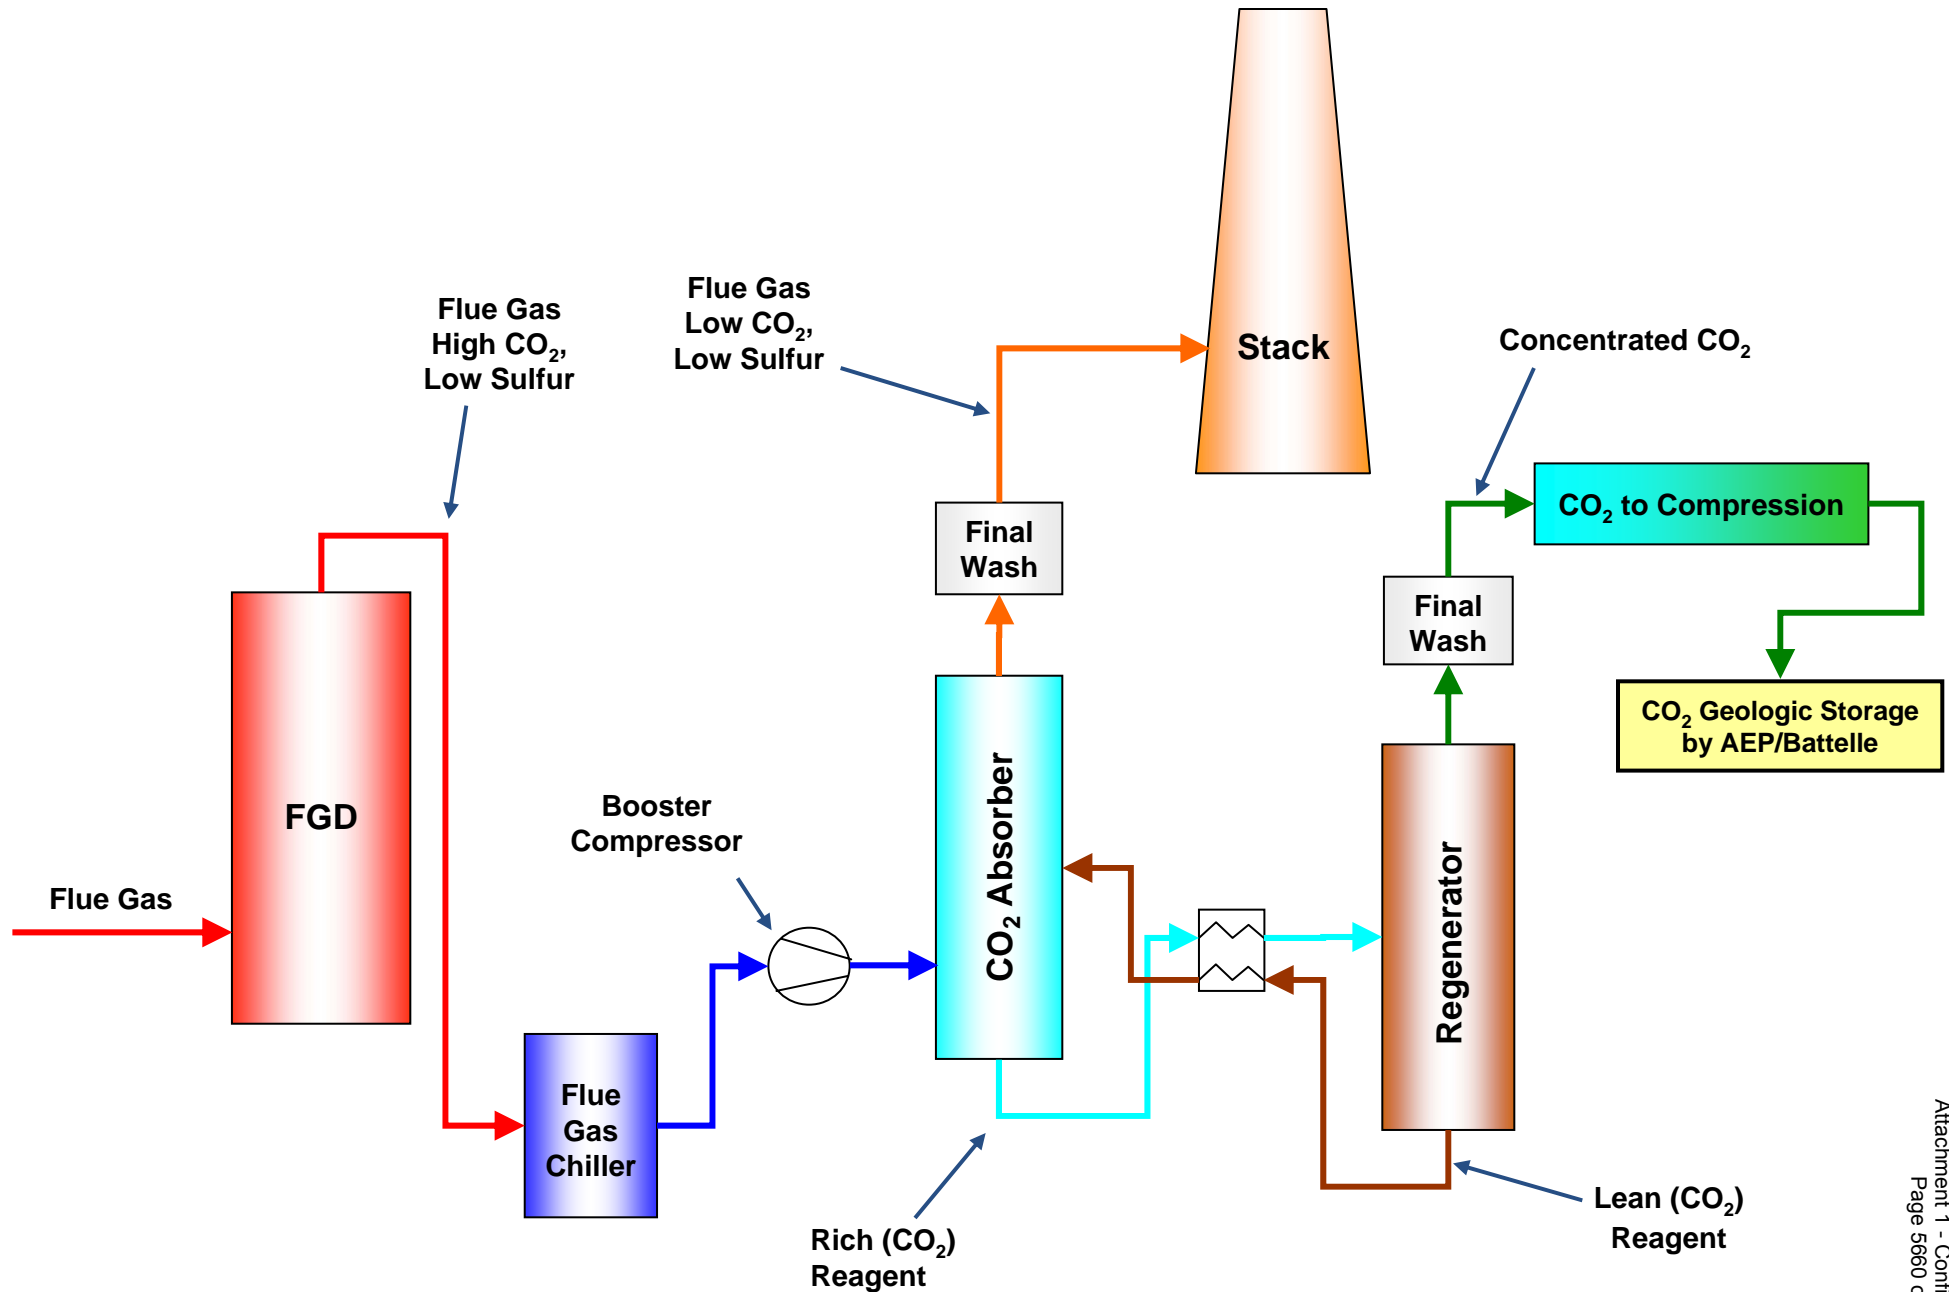 Flue Gas
High CO₂,
Low Sulfur
Flue Gas
Low CO₂,
Low Sulfur
Stack
Concentrated CO₂
CO₂ to Compression
Final
Wash
Final
Wash
CO₂ Geologic Storage
by AEP/Battelle
FGD
Flue Gas
Booster
Compressor
CO₂ Absorber
Regenerator
Flue
Gas
Chiller
Rich (CO₂)
Reagent
Lean (CO₂)
Reagent
Attachment 1 -
Page 5660